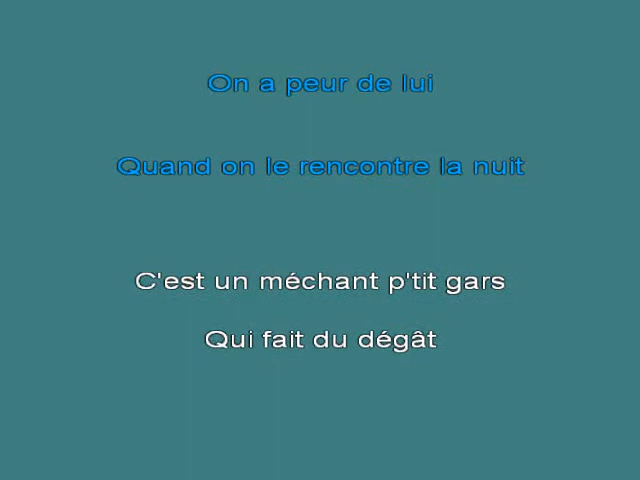 On a peur de lui
Quand on le rencontre la nuit
C'est un méchant p'tit gars
Qui fait du dégât